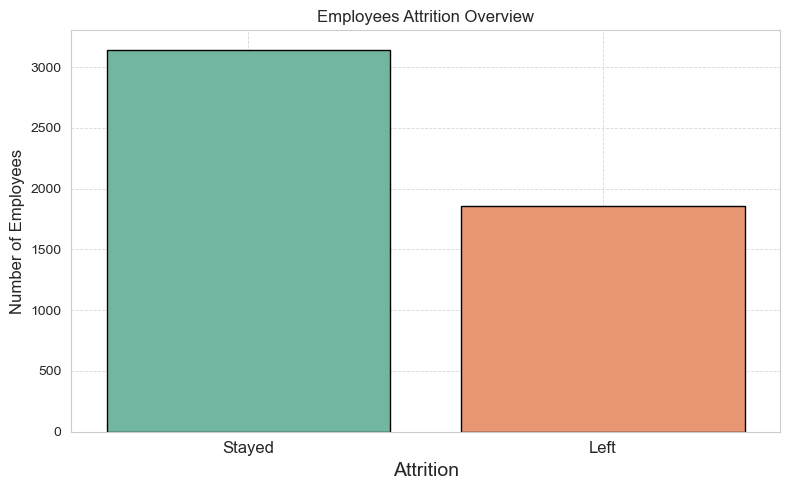 Employees Attrition Overview
Number of Employees
3000
2500
2000
1500
1000
500
0
Stayed
Left
Attrition